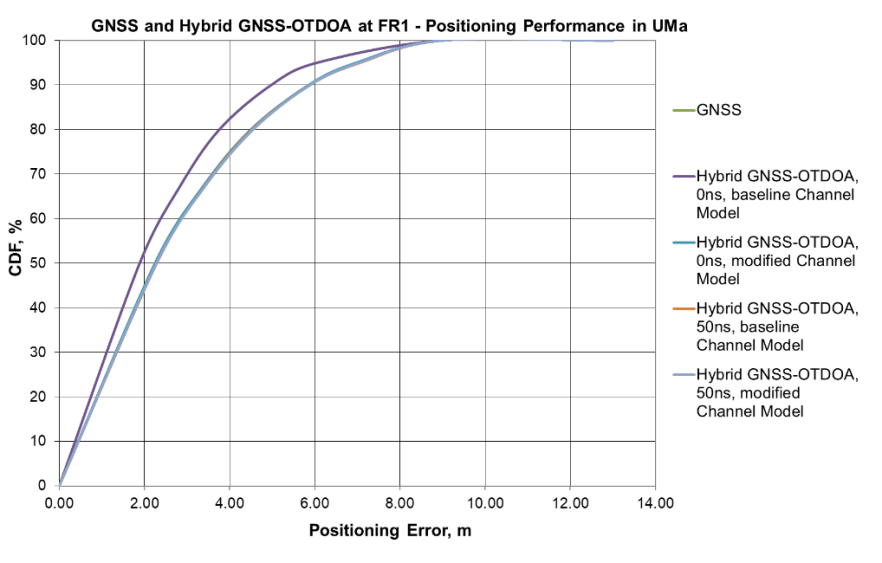 GNSS and Hybrid GNSS-OTDOA at FR1 - Positioning Performance in UMa
100
90
80
70
60
50
40
30
20
10
0
CDF, %
0.00 2.00 4.00 6.00 8.00 10.00 12.00 14.00
Positioning Error, m
GNSS
Hybrid GNSS-OTDOA,
0ns, baseline Channel
Model
Hybrid GNSS-OTDOA,
0ns, modified Channel
Model
Hybrid GNSS-OTDOA,
50ns, baseline
Channel Model
Hybrid GNSS-OTDOA,
50ns, modified
Channel Model